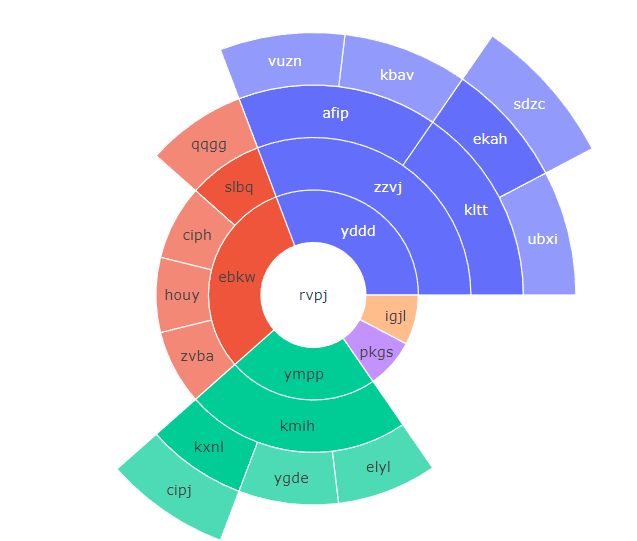 vuzn
kbav
sdzc
afip
ekah
qqgg
slbq
zzvj
kltt
yddd
ubxi
ciph
ebkw
houy
rvpj
igjl
zvba
pkgs
ympp
kmih
kxnl
elyl
ygde
cipj